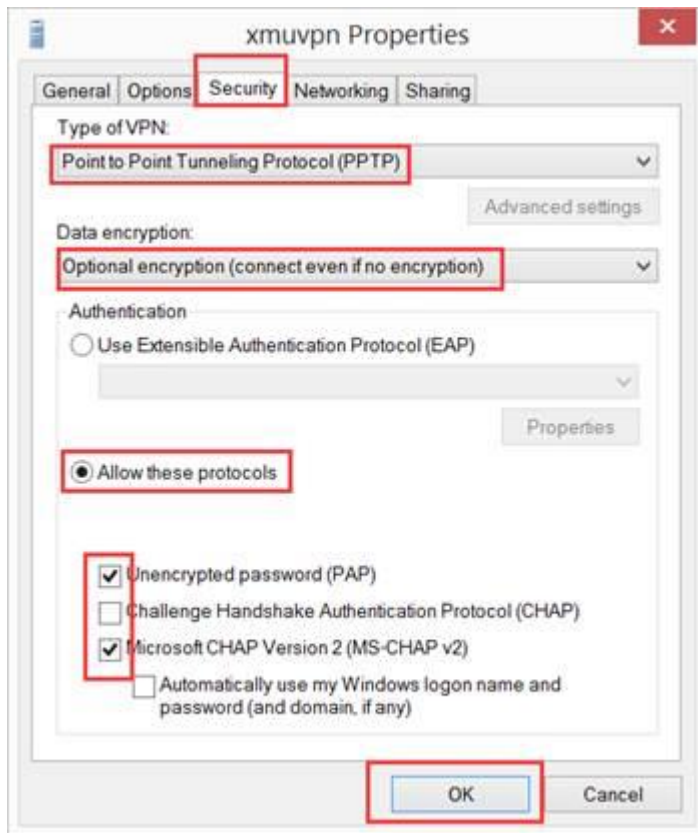 xmuvpn Properties
General Options Security Networking Sharing
Type of VPN:
Point to Point Tunneling Protocol (PPTP)
Advanced settings
Data encryption:
Optional encryption (connect even if no encryption)
Authentication
Use Extensible Authentication Protocol (EAP)
Properties
Allow these protocols
Unencrypted password (PAP)
Challenge Handshake Authentication Protocol (CHAP)
Microsoft CHAP Version 2 (MS-CHAP v2)
Automatically use my Windows logon name and
password (and domain, if any)
OK Cancel